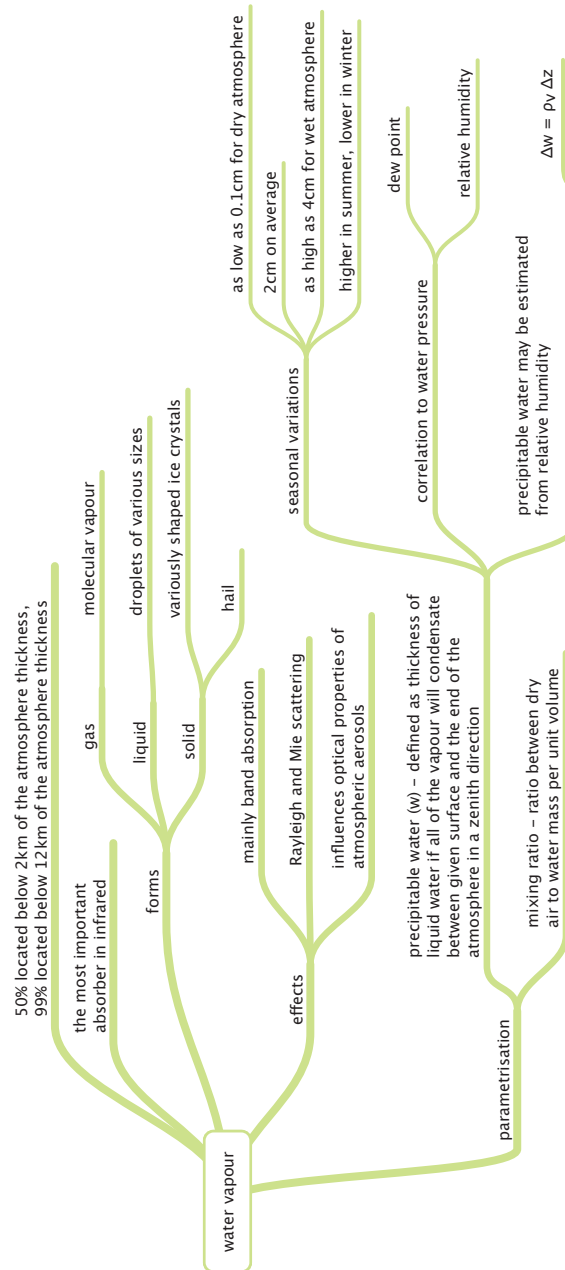 water vapour
50% located below 2km of the atmosphere thickness,
99% located below 12km of the atmosphere thickness
the most important
absorber in infrared
forms
gas
molecular vapour
liquid
droplets of various sizes
solid
variously shaped ice crystals
hail
effects
mainly band absorption
Rayleigh and Mie scattering
influences optical properties of
atmospheric aerosols
parametrisation
precipitable water (w) – defined as thickness of
liquid water if all of the vapour will condensate
between given surface and the end of the
atmosphere in a zenith direction
seasonal variations
as low as 0.1cm for dry atmosphere
2cm on average
as high as 4cm for wet atmosphere
higher in summer, lower in winter
correlation to water pressure
dew point
relative humidity
precipitable water may be estimated
from relative humidity
Δw = ρv Δz
mixing ratio – ratio between dry
air to water mass per unit volume